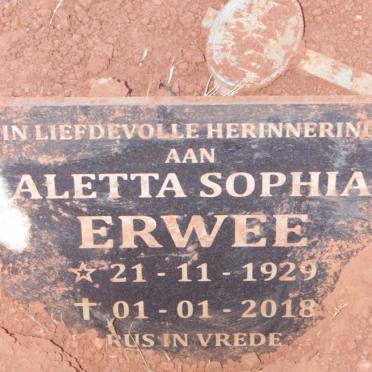 IN LIEFDEVOLLE HERINNERING
AAN
ALETTA SOPHIA
ERWEE
☆ 21 - 11 - 1929
✝ 01 - 01 - 2018
RUS IN VREDE